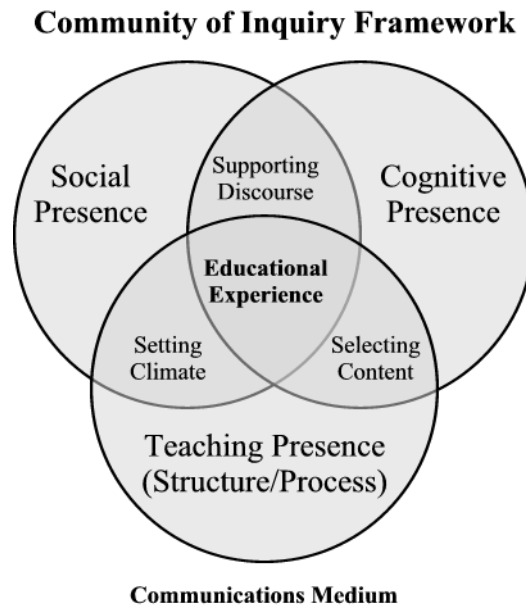 Community of Inquiry Framework
Social
Presence
Supporting
Discourse
Cognitive
Presence
Educational
Experience
Setting
Climate
Selecting
Content
Teaching Presence
(Structure/Process)
Communications Medium